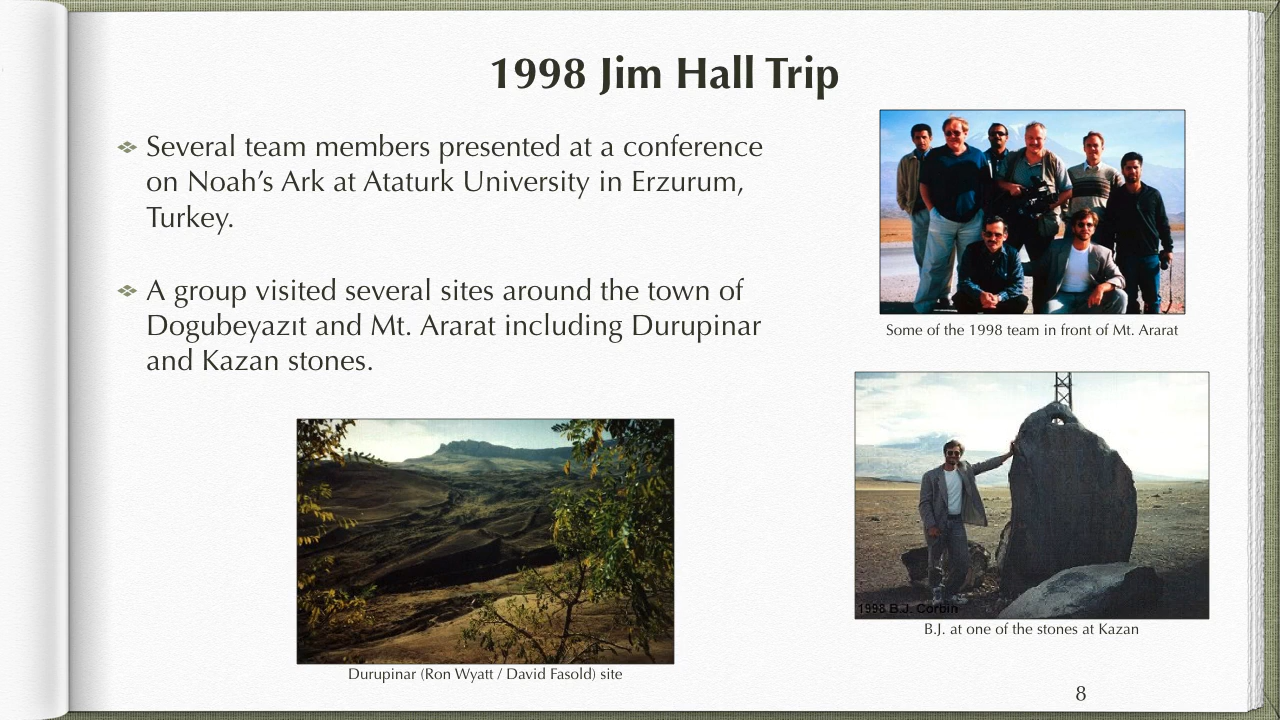 1998 Jim Hall Trip
Several team members presented at a conference
on Noah’s Ark at Ataturk University in Erzurum,
Turkey.
A group visited several sites around the town of
Dogubeyazıt and Mt. Ararat including Durupinar
and Kazan stones.
Some of the 1998 team in front of Mt. Ararat
1998 B.J. Corbin
B.J. at one of the stones at Kazan
Durupinar (Ron Wyatt / David Fasold) site
8